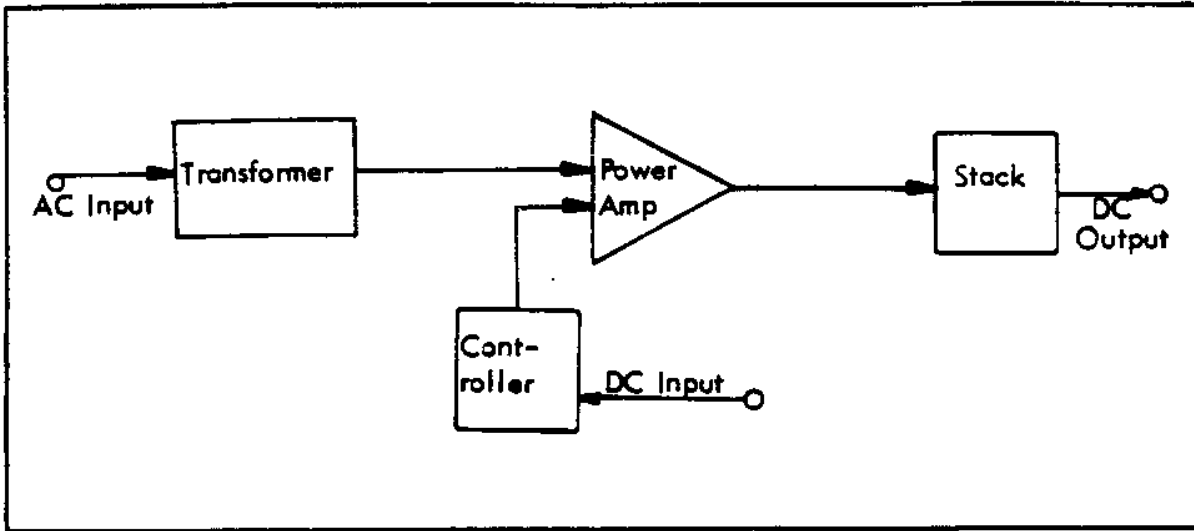 AC Input
Transformer
Power
Amp
Stack
DC
Output
Cont-
roller
DC Input